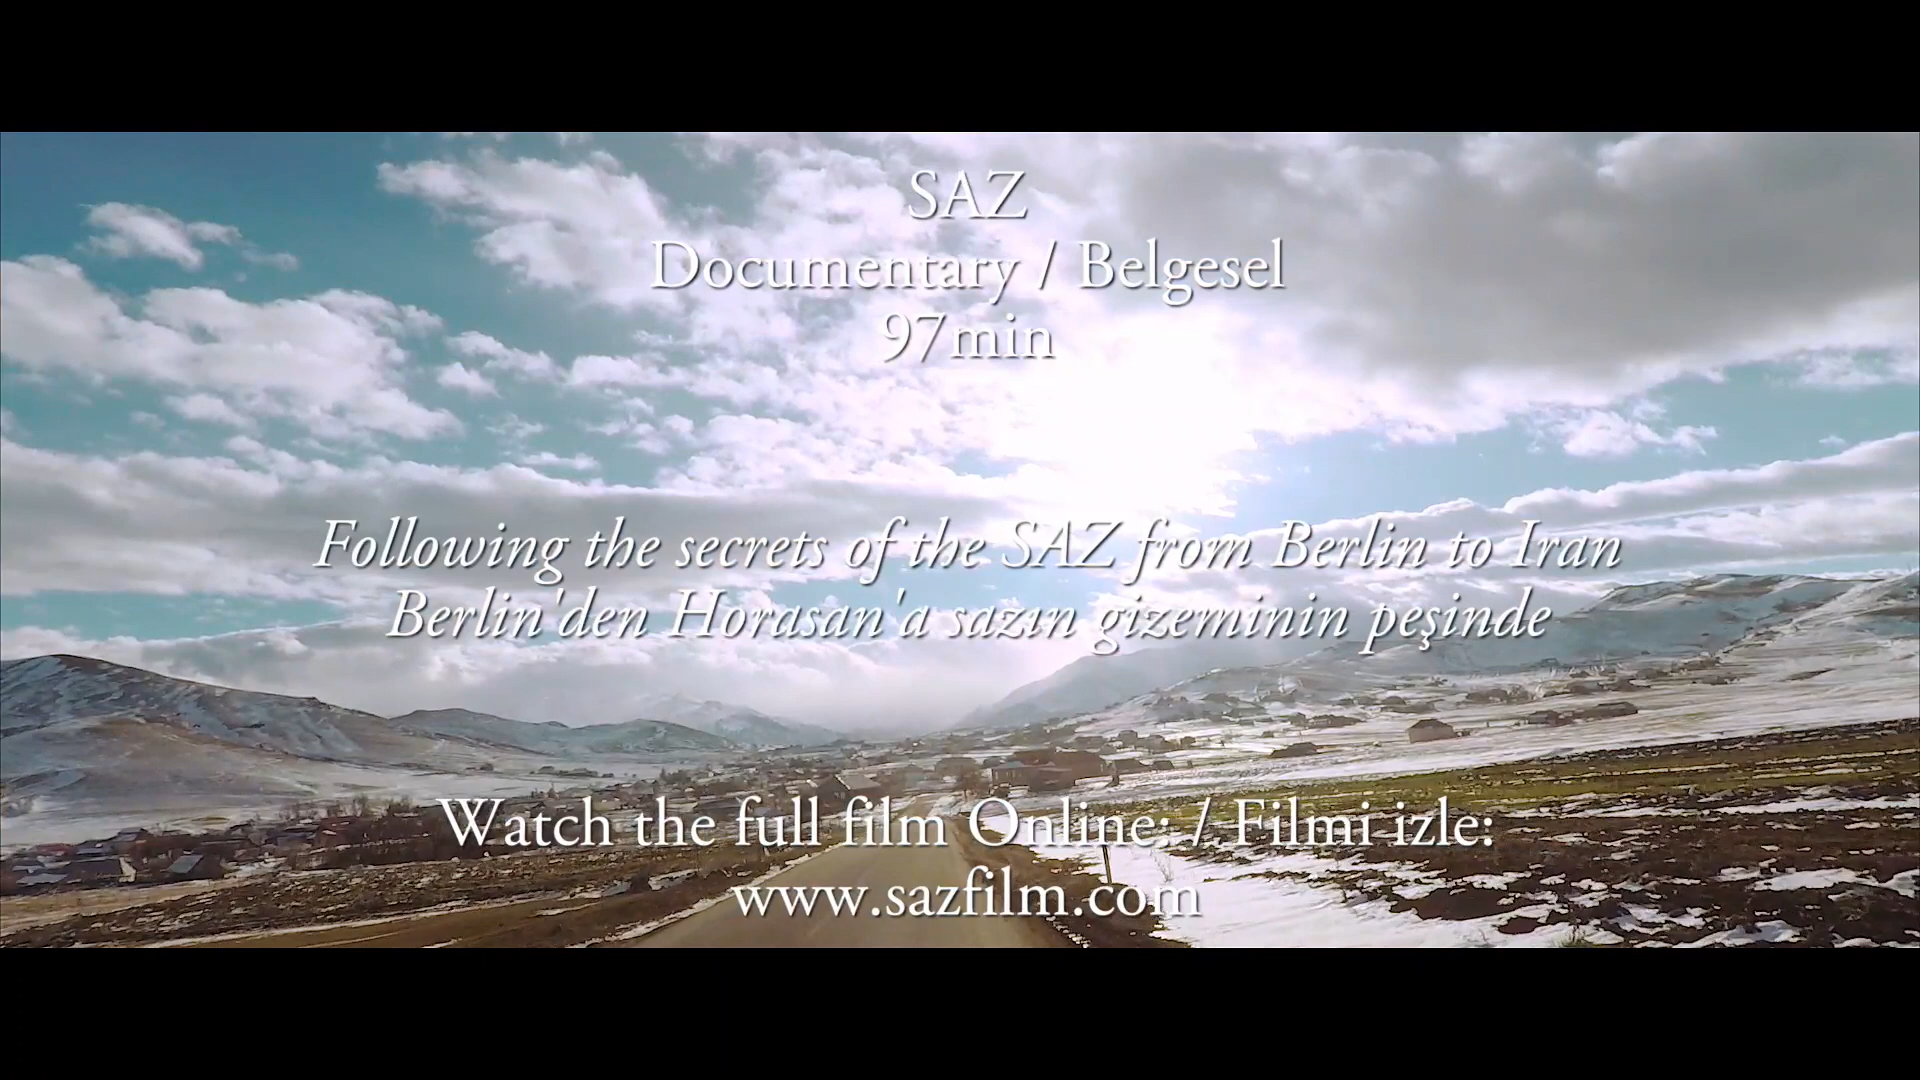 SAZ
Documentary / Belgesel
97min
Following the secrets of the SAZ from Berlin to Iran
Berlin'den Horasan'a sazın gizeminin peşinde
Watch the full film Online: / Filmi izle:
www.sazfilm.com